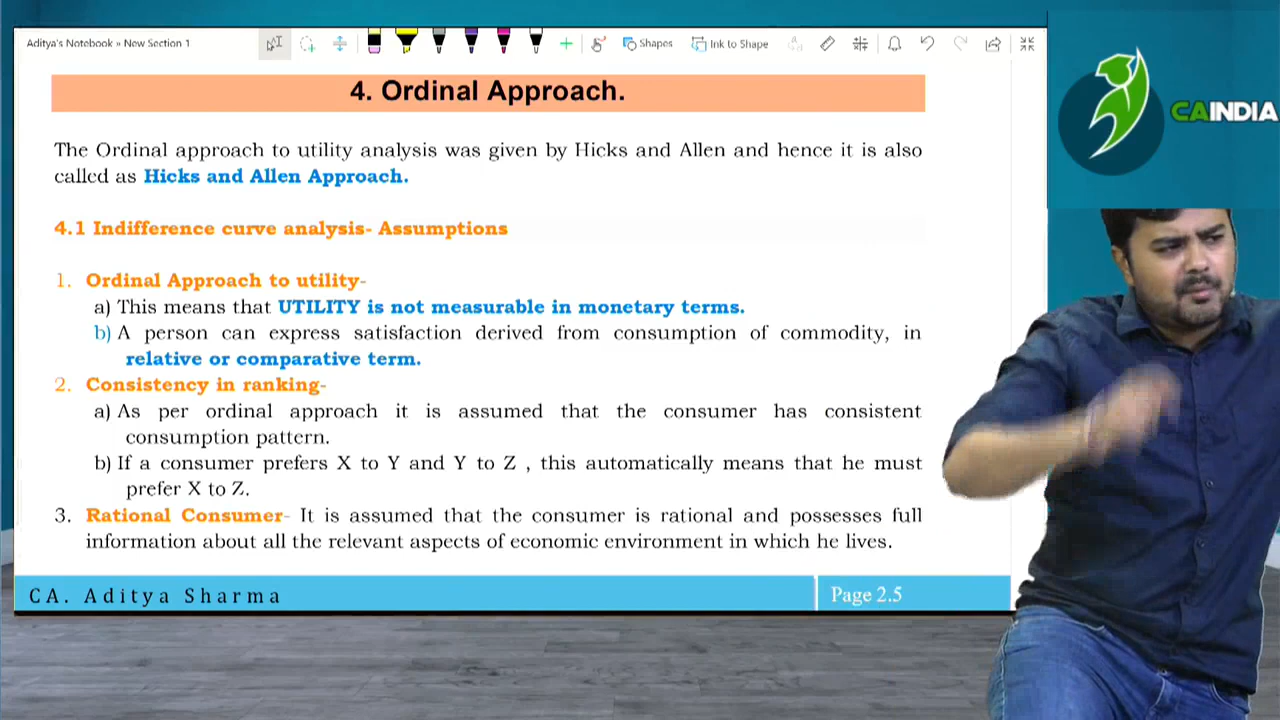 Aditya's Notebook » New Section 1
Shapes
Ink to Shape
CAINDIA
4. Ordinal Approach.
The Ordinal approach to utility analysis was given by Hicks and Allen and hence it is also
called as Hicks and Allen Approach.
4.1 Indifference curve analysis- Assumptions
1. Ordinal Approach to utility-
a) This means that UTILITY is not measurable in monetary terms.
b) A person can express satisfaction derived from consumption of commodity, in
relative or comparative term.
2. Consistency in ranking-
a) As per ordinal approach it is assumed that the consumer has consistent
consumption pattern.
b) If a consumer prefers X to Y and Y to Z , this automatically means that he must
prefer X to Z.
3. Rational Consumer- It is assumed that the consumer is rational and possesses full
information about all the relevant aspects of economic environment in which he lives.
CA. Aditya Sharma
Page 2.5